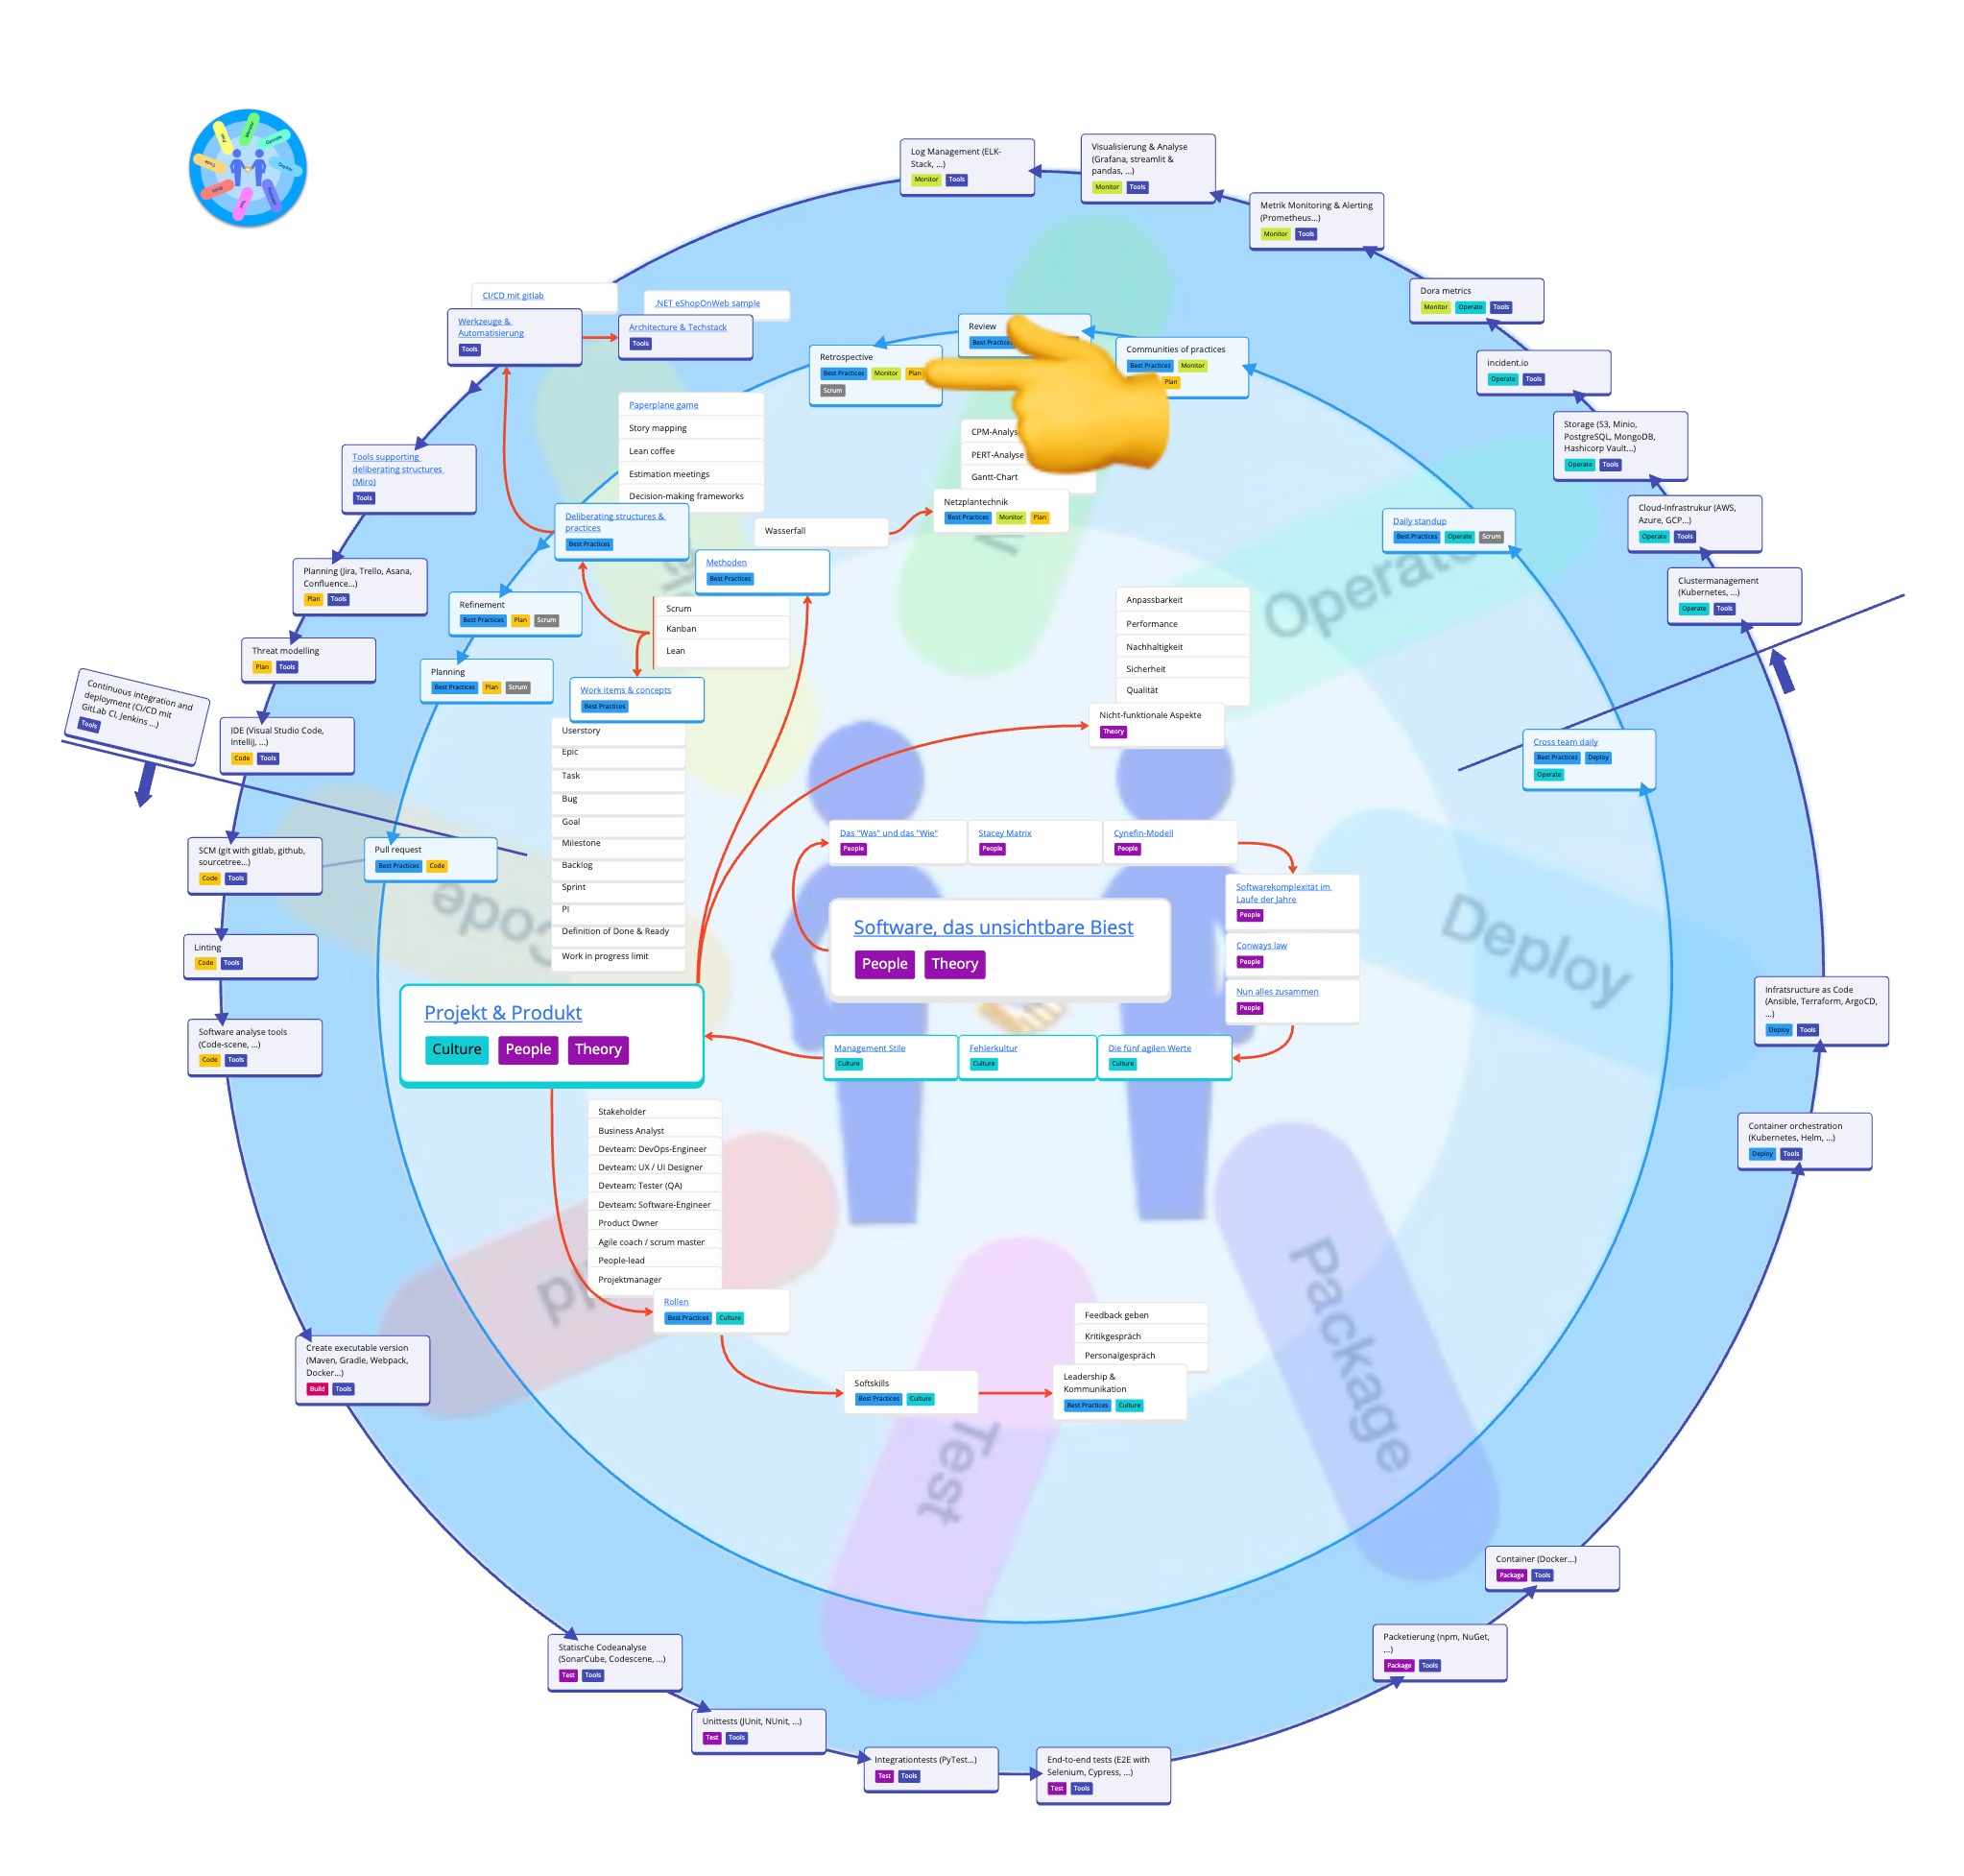 Log Management (ELK-
Stack, ...)
Monitor Tools
Visualisierung & Analyse
(Grafana, streamlit &
pandas, ...)
Monitor Tools
Metrik Monitoring & Alerting
(Prometheus...)
Monitor Tools
Dora metrics
Monitor Operate Tools
incident.io
Operate Tools
Storage (S3, Minio,
PostgreSQL, MongoDB,
Hashicorp Vault...)
Operate Tools
Cloud-Infrastrukur (AWS,
Azure, GCP...)
Operate Tools
Clustermanagement
(Kubernetes, ...)
Operate Tools
CI/CD mit gitlab
Werkzeuge &
Automatisierung
Tools
.NET eShopOnWeb sample
Architecture & Techstack
Tools
Review
Best Practices
Retrospective
Best Practices Monitor Plan
Scrum
Communities of practices
Best Practices Monitor
Plan
Paperplane game
Story mapping
Lean coffee
Estimation meetings
Decision-making frameworks
Deliberating structures &
practices
Best Practices
CPM-Analys
PERT-Analyse
Gantt-Chart
Netzplantechnik
Best Practices Monitor Plan
Wasserfall
Methoden
Best Practices
Daily standup
Best Practices Operate Scrum
Tools supporting
deliberating structures
(Miro)
Tools
Planning (Jira, Trello, Asana,
Confluence...)
Plan Tools
Threat modelling
Plan Tools
Continuous integration and
deployment (CI/CD mit
GitLab CI, Jenkins ...)
Tools
IDE (Visual Studio Code,
IntelliJ, ...)
Code Tools
Refinement
Best Practices Plan Scrum
Planning
Best Practices Plan Scrum
Scrum
Kanban
Lean
Work items & concepts
Best Practices
Userstory
Epic
Task
Bug
Goal
Milestone
Backlog
Sprint
PI
Definition of Done & Ready
Work in progress limit
Anpassbarkeit
Performance
Nachhaltigkeit
Sicherheit
Qualität
Nicht-funktionale Aspekte
Theory
Operate
Cross team daily
Best Practices Deploy
Operate
SCM (git with gitlab, github,
sourcetree...)
Code Tools
Pull request
Best Practices Code
Linting
Code Tools
Software analyse tools
(Code-scene, ...)
Code Tools
Code
Das "Was" und das "Wie"
People
Stacey Matrix
People
Cynefin-Modell
People
Software, das unsichtbare Biest
People Theory
Softwarekomplexität im
Laufe der Jahre
People
Conways law
People
Nun alles zusammen
People
Deploy
Projekt & Produkt
Culture People Theory
Management Stile
Culture
Fehlerkultur
Culture
Die fünf agilen Werte
Culture
Infratsructure as Code
(Ansible, Terraform, ArgoCD,
...)
Deploy Tools
Container orchestration
(Kubernetes, Helm, ...)
Deploy Tools
Stakeholder
Business Analyst
Devteam: DevOps-Engineer
Devteam: UX / UI Designer
Devteam: Tester (QA)
Devteam: Software-Engineer
Product Owner
Agile coach / scrum master
People-lead
Projektmanager
Rollen
Best Practices Culture
Softskills
Best Practices Culture
Feedback geben
Kritikgespräch
Personalgespräch
Leadership &
Kommunikation
Best Practices Culture
Create executable version
(Maven, Gradle, Webpack,
Docker...)
Build Tools
Test
Package
Container (Docker...)
Package Tools
Packetierung (npm, NuGet,
...)
Package Tools
Statische Codeanalyse
(SonarCube, Codescene, ...)
Test Tools
Unittests (JUnit, NUnit, ...)
Test Tools
Integrationtests (PyTest...)
Test Tools
End-to-end tests (E2E with
Selenium, Cypress, ...)
Test Tools